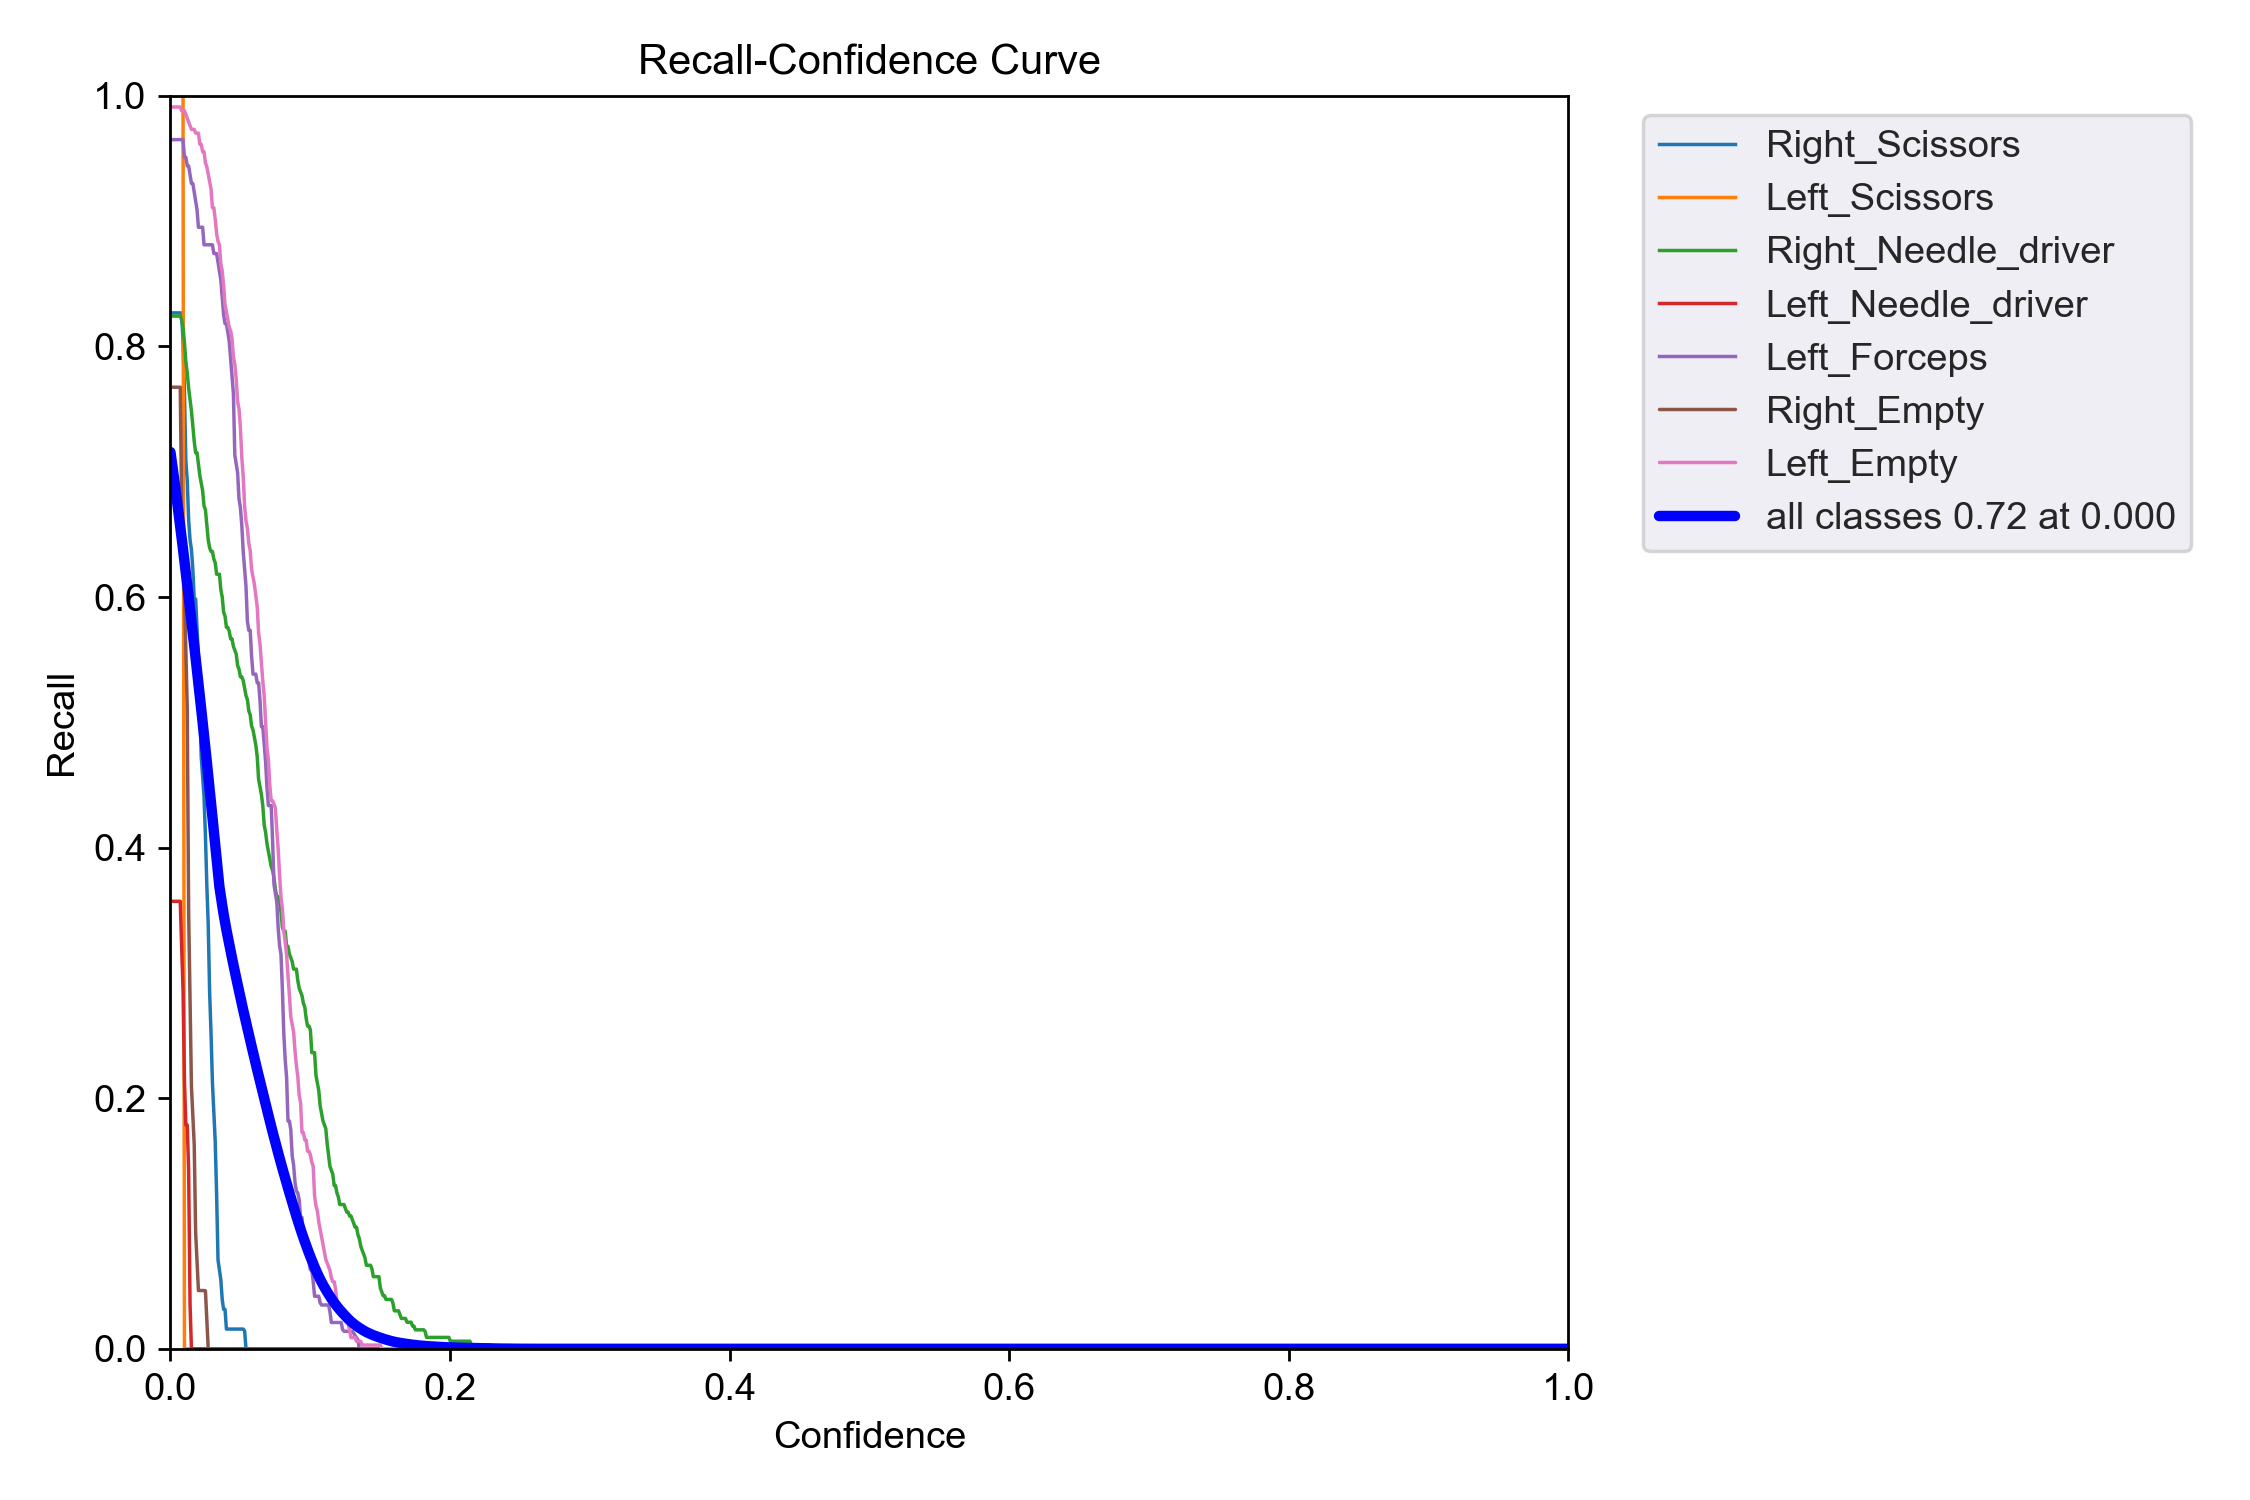 Recall-Confidence Curve
1.0
0.8
0.6
0.4
0.2
0.0
Recall
0.0 0.2 0.4 0.6 0.8 1.0
Confidence
Right_Scissors
Left_Scissors
Right_Needle_driver
Left_Needle_driver
Left_Forceps
Right_Empty
Left_Empty
all classes 0.72 at 0.000